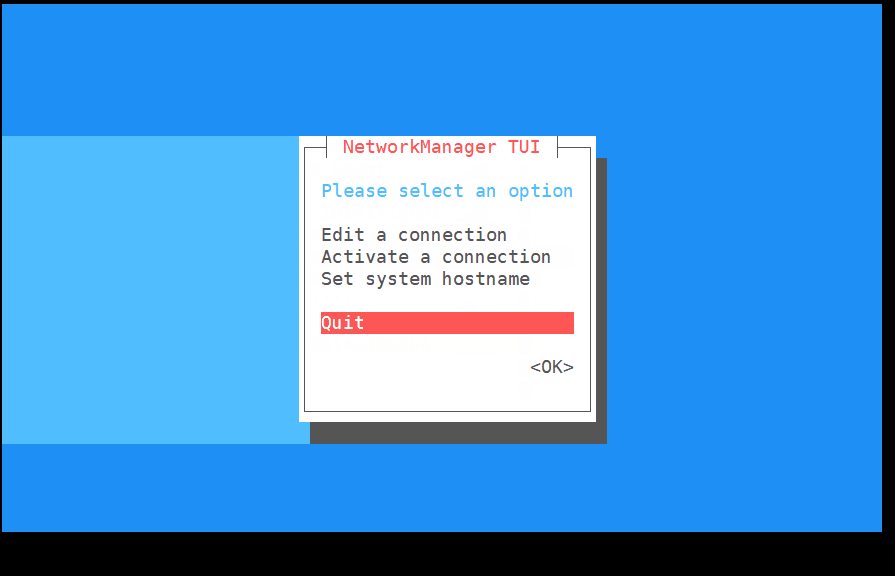 NetworkManager TUI
Please select an option
Edit a connection
Activate a connection
Set system hostname
Quit
<OK>